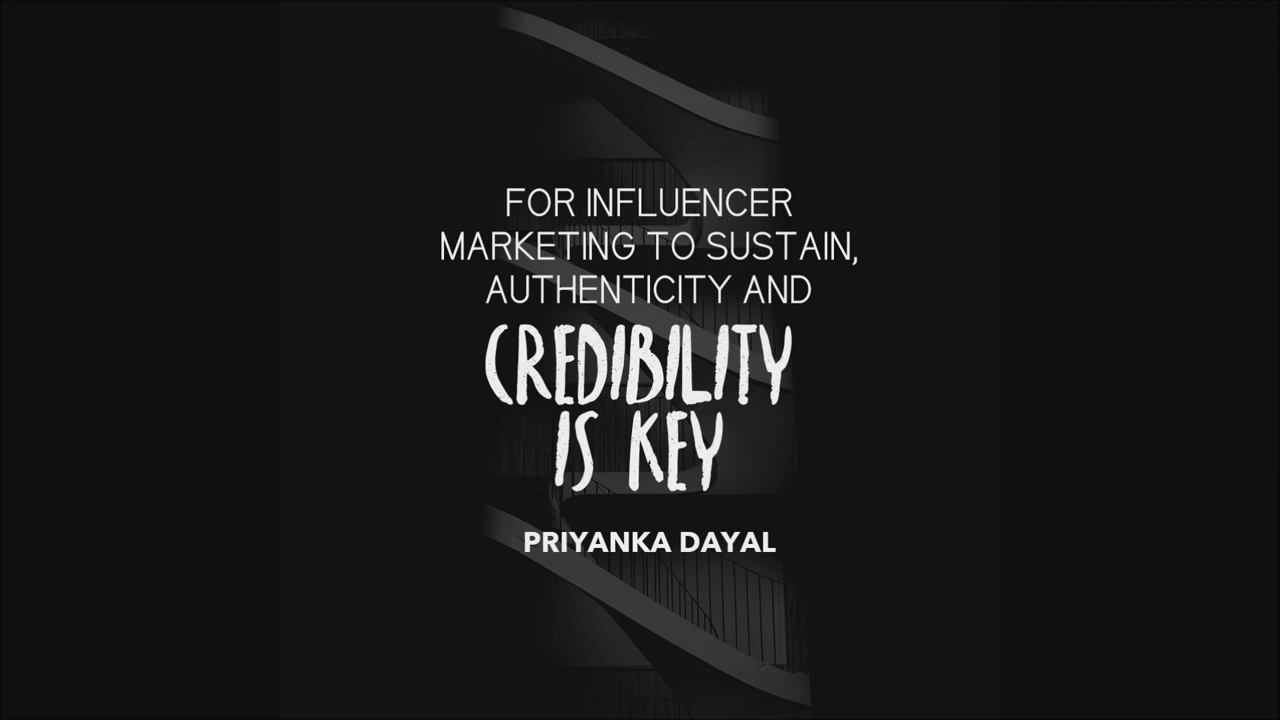 FOR INFLUENCER
MARKETING TO SUSTAIN,
AUTHENTICITY AND
CREDIBILITY
IS KEY
PRIYANKA DAYAL